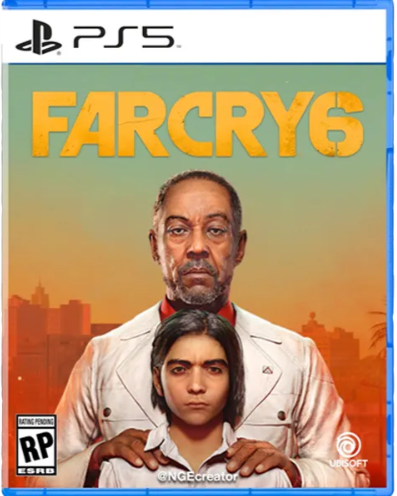 PS5
FARCRY6
RATING PENDING
RP
ESRB
UBISOFT
@NGEcreator